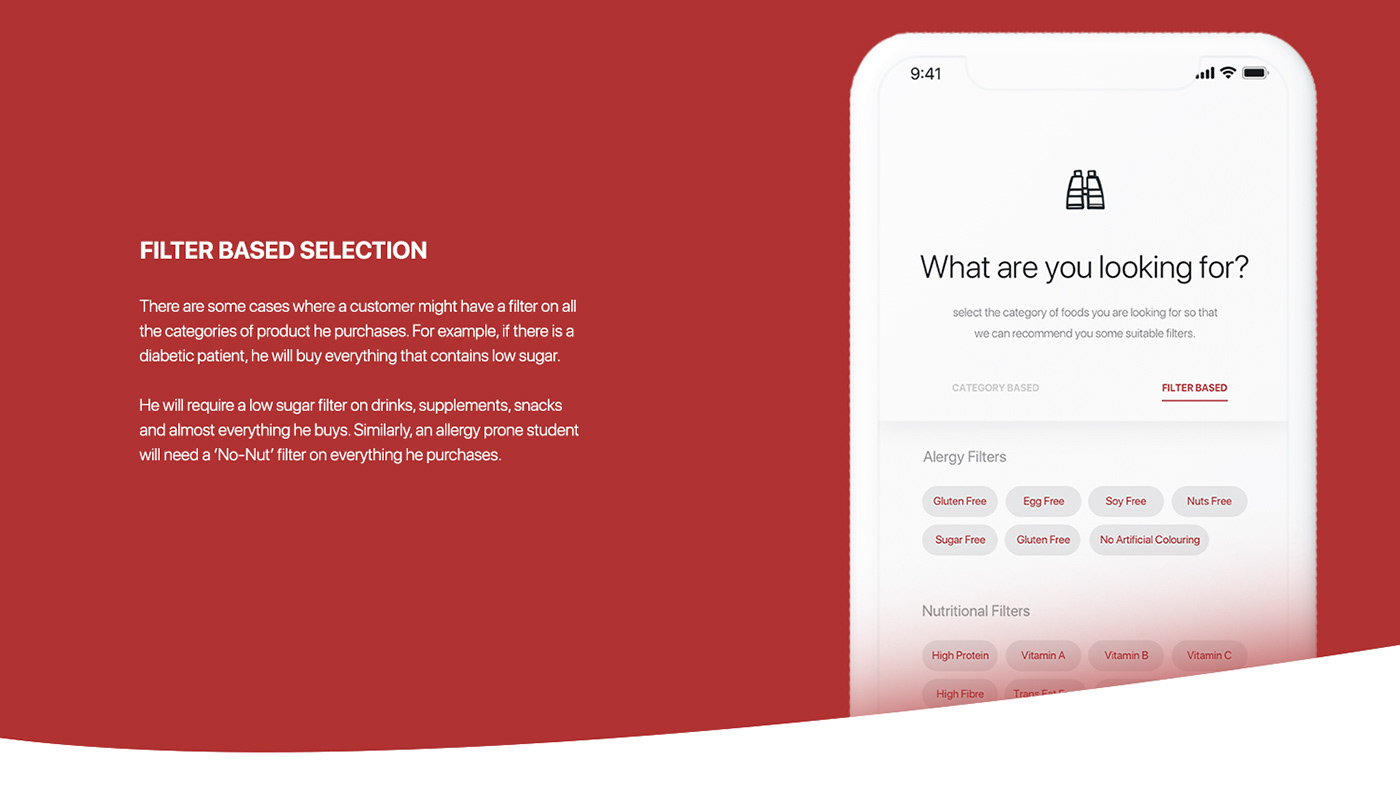 FILTER BASED SELECTION
There are some cases where a customer might have a filter on all
the categories of product he purchases. For example, if there is a
diabetic patient, he will buy everything that contains low sugar.
He will require a low sugar filter on drinks, supplements, snacks
and almost everything he buys. Similarly, an allergy prone student
will need a ‘No-Nut’ filter on everything he purchases.
9:41
What are you looking for?
select the category of foods you are looking for so that
we can recommend you some suitable filters.
CATEGORY BASED FILTER BASED
Alergy Filters
Gluten Free Egg Free Soy Free Nuts Free
Sugar Free Gluten Free No Artificial Colouring
Nutritional Filters
High Protein Vitamin A Vitamin B Vitamin C
High Fibre Trans Fat